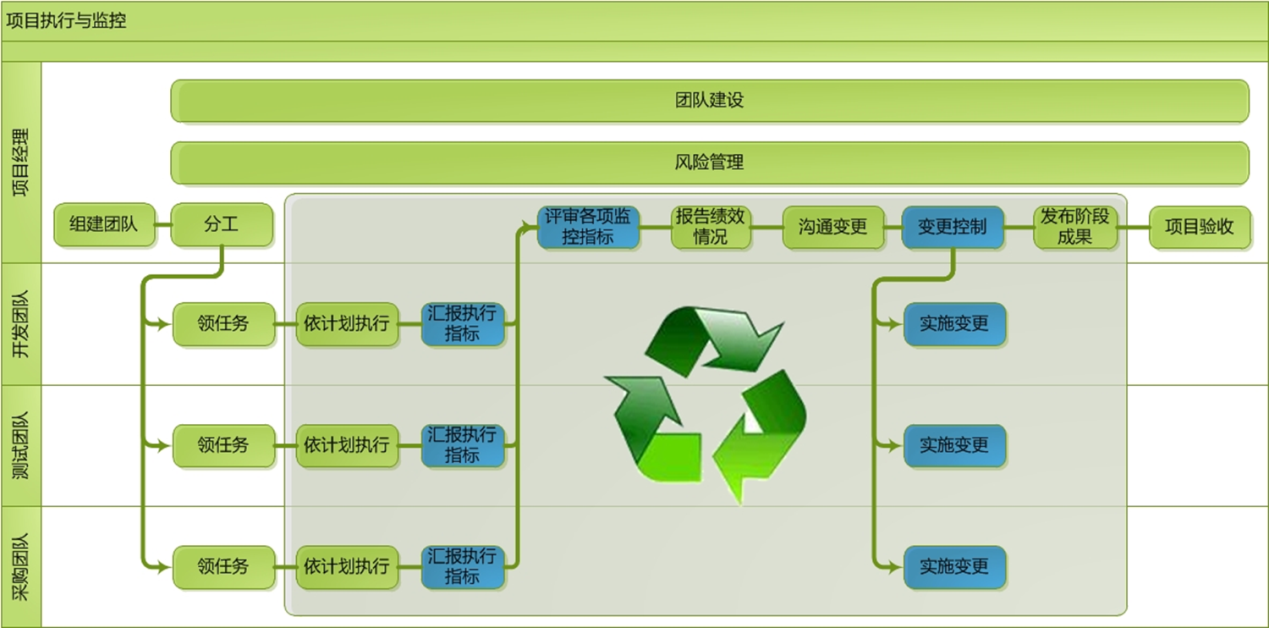 项目执行与监控
项目经理
团队建设
风险管理
组建团队
分工
评审各项监
控指标
报告绩效
情况
沟通变更
变更控制
发布阶段
成果
项目验收
开发团队
领任务
依计划执行
汇报执行
指标
实施变更
测试团队
领任务
依计划执行
汇报执行
指标
实施变更
采购团队
领任务
依计划执行
汇报执行
指标
实施变更